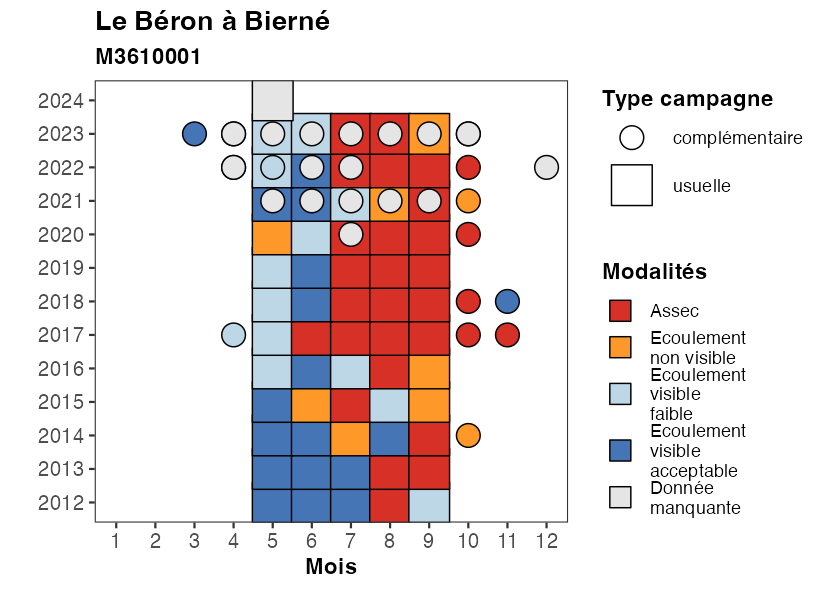 Le Béron à Bierné
M3610001
2024
2023
2022
2021
2020
2019
2018
2017
2016
2015
2014
2013
2012
1 2 3 4 5 6 7 8 9 10 11 12
Mois
Type campagne
complémentaire
usuelle
Modalités
Assec
Ecoulement
non visible
Ecoulement
visible
faible
Ecoulement
visible
acceptable
Donnée
manquante